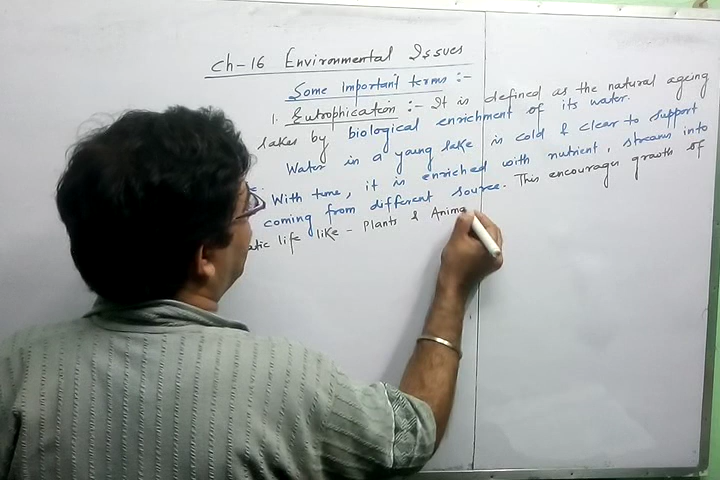 Ch-16 Environmental Issues
Some Important terms :-
1. Eutrophication :- It is defined as the natural ageing
lakes by biological enrichment of its water.
Water in a young lake is cold & clear to support
With time, it is enriched with nutrient, streams into
coming from different source. This encourages growth of
atic life like - Plants & Anima